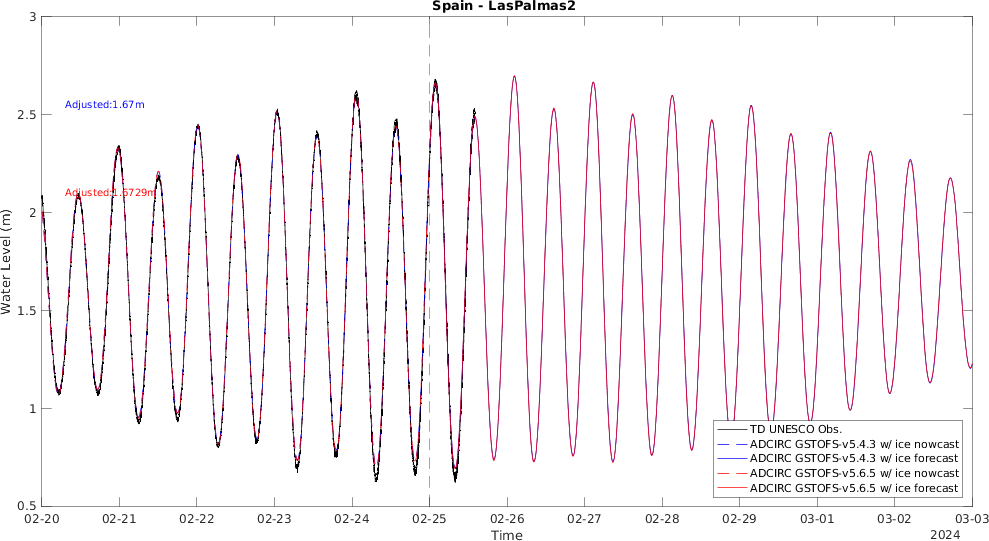 Spain - LasPalmas2
3
2.5
2
1.5
1
0.5
Water Level (m)
Adjusted:1.67m
Adjusted:1.6729m
TD UNESCO Obs.
ADCIRC GSTOFS-v5.4.3 w/ ice nowcast
ADCIRC GSTOFS-v5.4.3 w/ ice forecast
ADCIRC GSTOFS-v5.6.5 w/ ice nowcast
ADCIRC GSTOFS-v5.6.5 w/ ice forecast
02-20 02-21 02-22 02-23 02-24 02-25 02-26 02-27 02-28 02-29 03-01 03-02 03-03
Time
2024